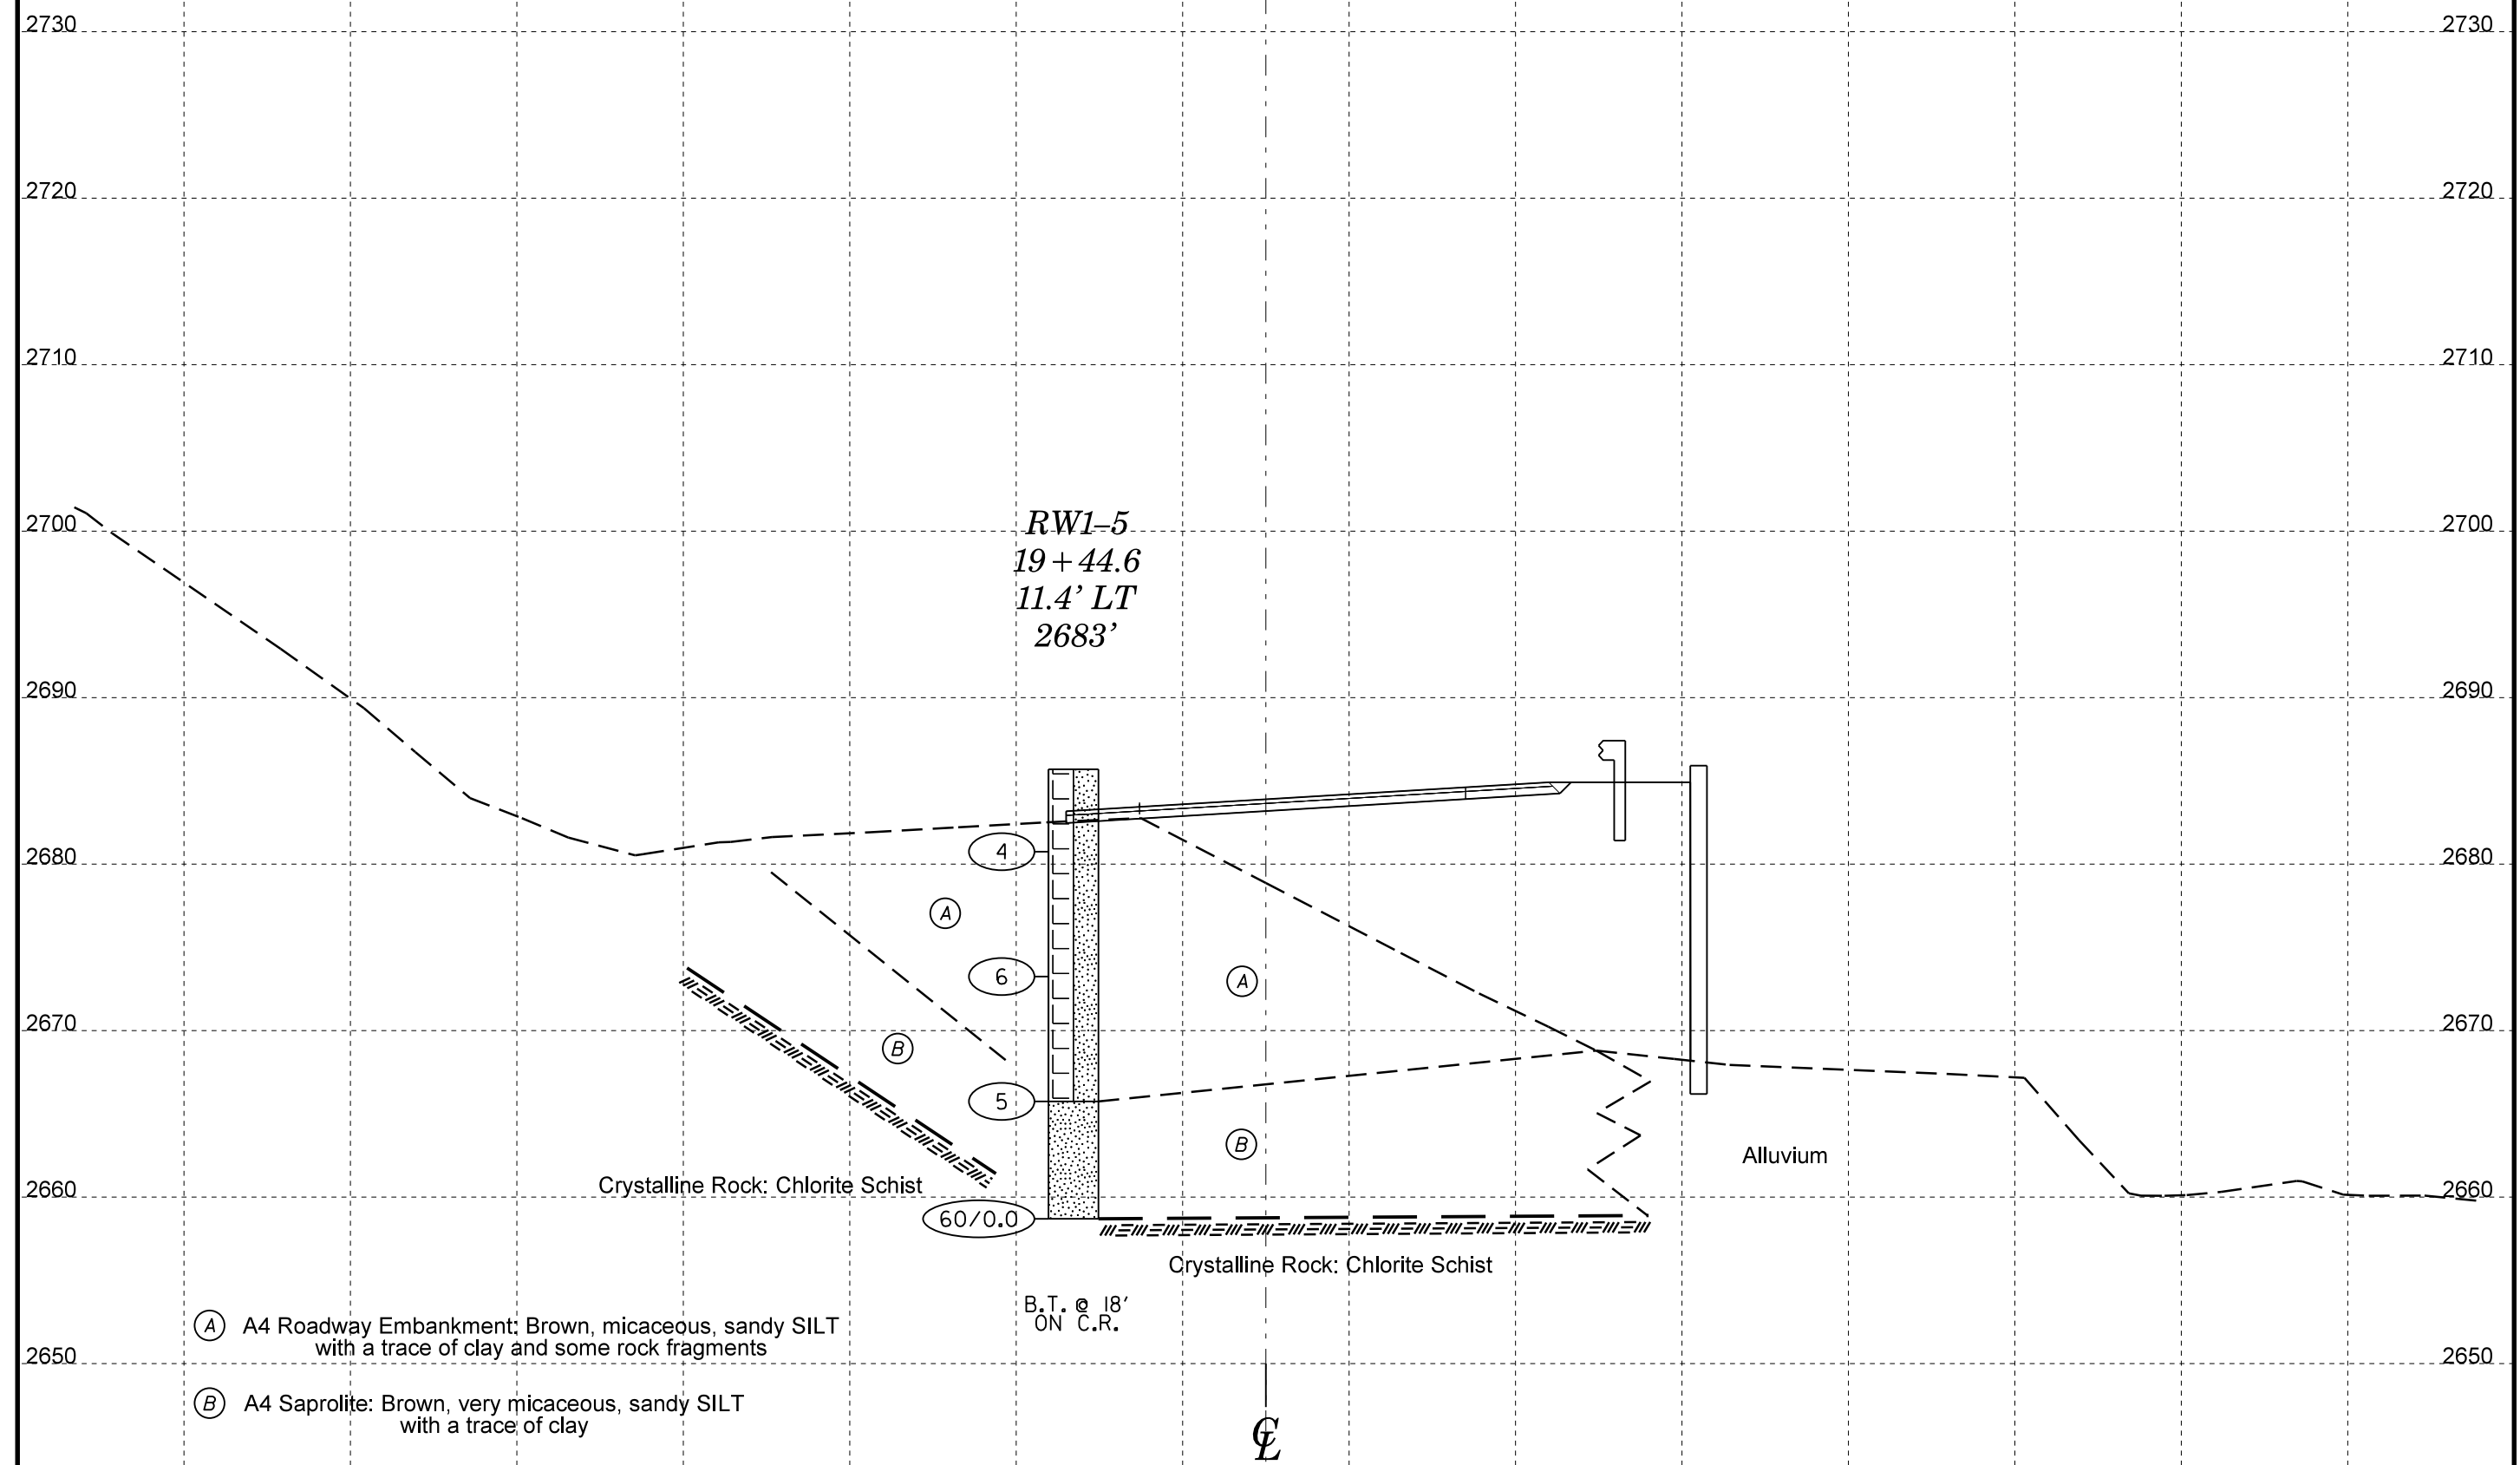 2730 2730
2720 2720
2710 2710
2700 2700
RW1-5
19+44.6
11.4' LT
2683'
2690 2690
4
2680 2680
A
6
A
2670 2670
B
5
B
Alluvium
Crystalline Rock: Chlorite Schist
2660 2660
60/0.0
Crystalline Rock: Chlorite Schist
B.T. @ 18'
ON C.R.
A A4 Roadway Embankment: Brown, micaceous, sandy SILT
with a trace of clay and some rock fragments
2650 2650
B A4 Saprolite: Brown, very micaceous, sandy SILT
with a trace of clay
℄